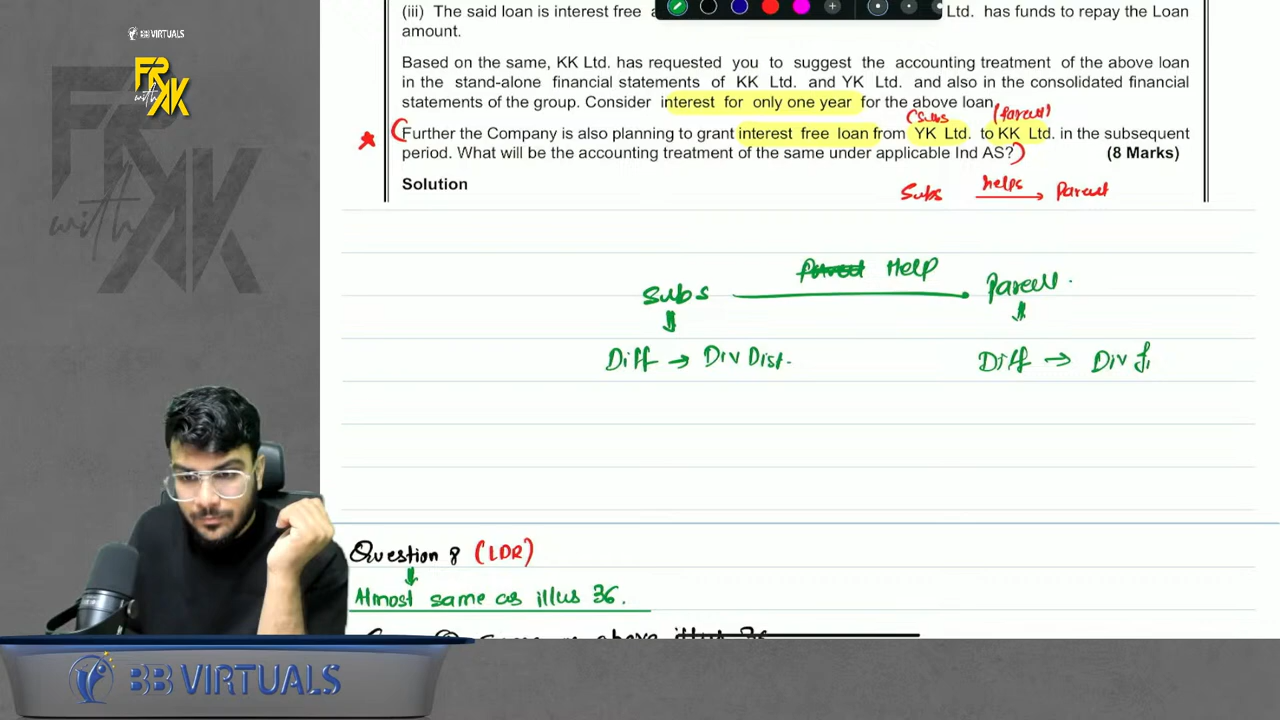 BB VIRTUALS
FR
with
AK
FR
with
AK
(iii) The said loan is interest free Ltd. has funds to repay the Loan
amount.
Based on the same, KK Ltd. has requested you to suggest the accounting treatment of the above loan
in the stand-alone financial statements of KK Ltd. and YK Ltd. and also in the consolidated financial
statements of the group. Consider interest for only one year for the above loan.
(Subs (Parent)
(Further the Company is also planning to grant interest free loan from YK Ltd. to KK Ltd. in the subsequent
period. What will be the accounting treatment of the same under applicable Ind AS?) (8 Marks)
Solution
Subs helps Parent
Help
Subs Parent.
Diff → Div Dist. Diff → Div
Question 8 (LDR)
Almost same as illus 36.
same as above
BB VIRTUALS